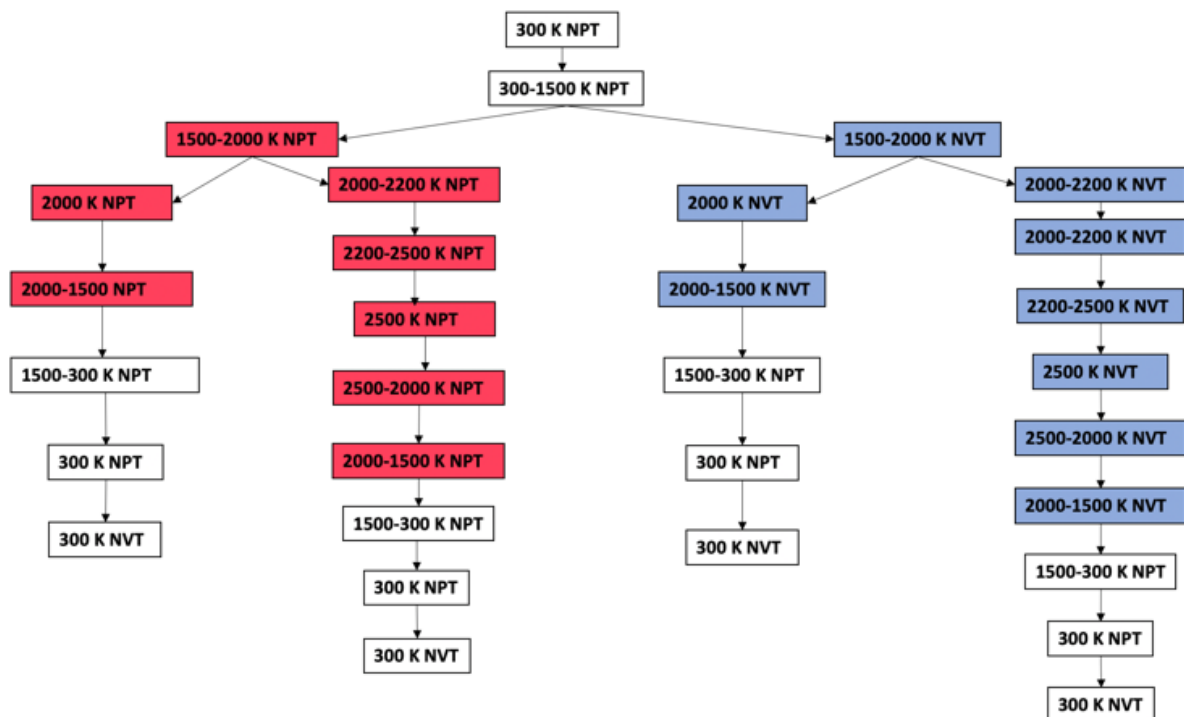 300 K NPT
300-1500 K NPT
1500-2000 K NPT
1500-2000 K NVT
2000 K NPT
2000-1500 NPT
1500-300 K NPT
300 K NPT
300 K NVT
2000-2200 K NPT
2200-2500 K NPT
2500 K NPT
2500-2000 K NPT
2000-1500 K NPT
1500-300 K NPT
300 K NPT
300 K NVT
2000 K NVT
2000-1500 K NVT
1500-300 K NPT
300 K NPT
300 K NVT
2000-2200 K NVT
2000-2200 K NVT
2200-2500 K NVT
2500 K NVT
2500-2000 K NVT
2000-1500 K NVT
1500-300 K NPT
300 K NPT
300 K NVT